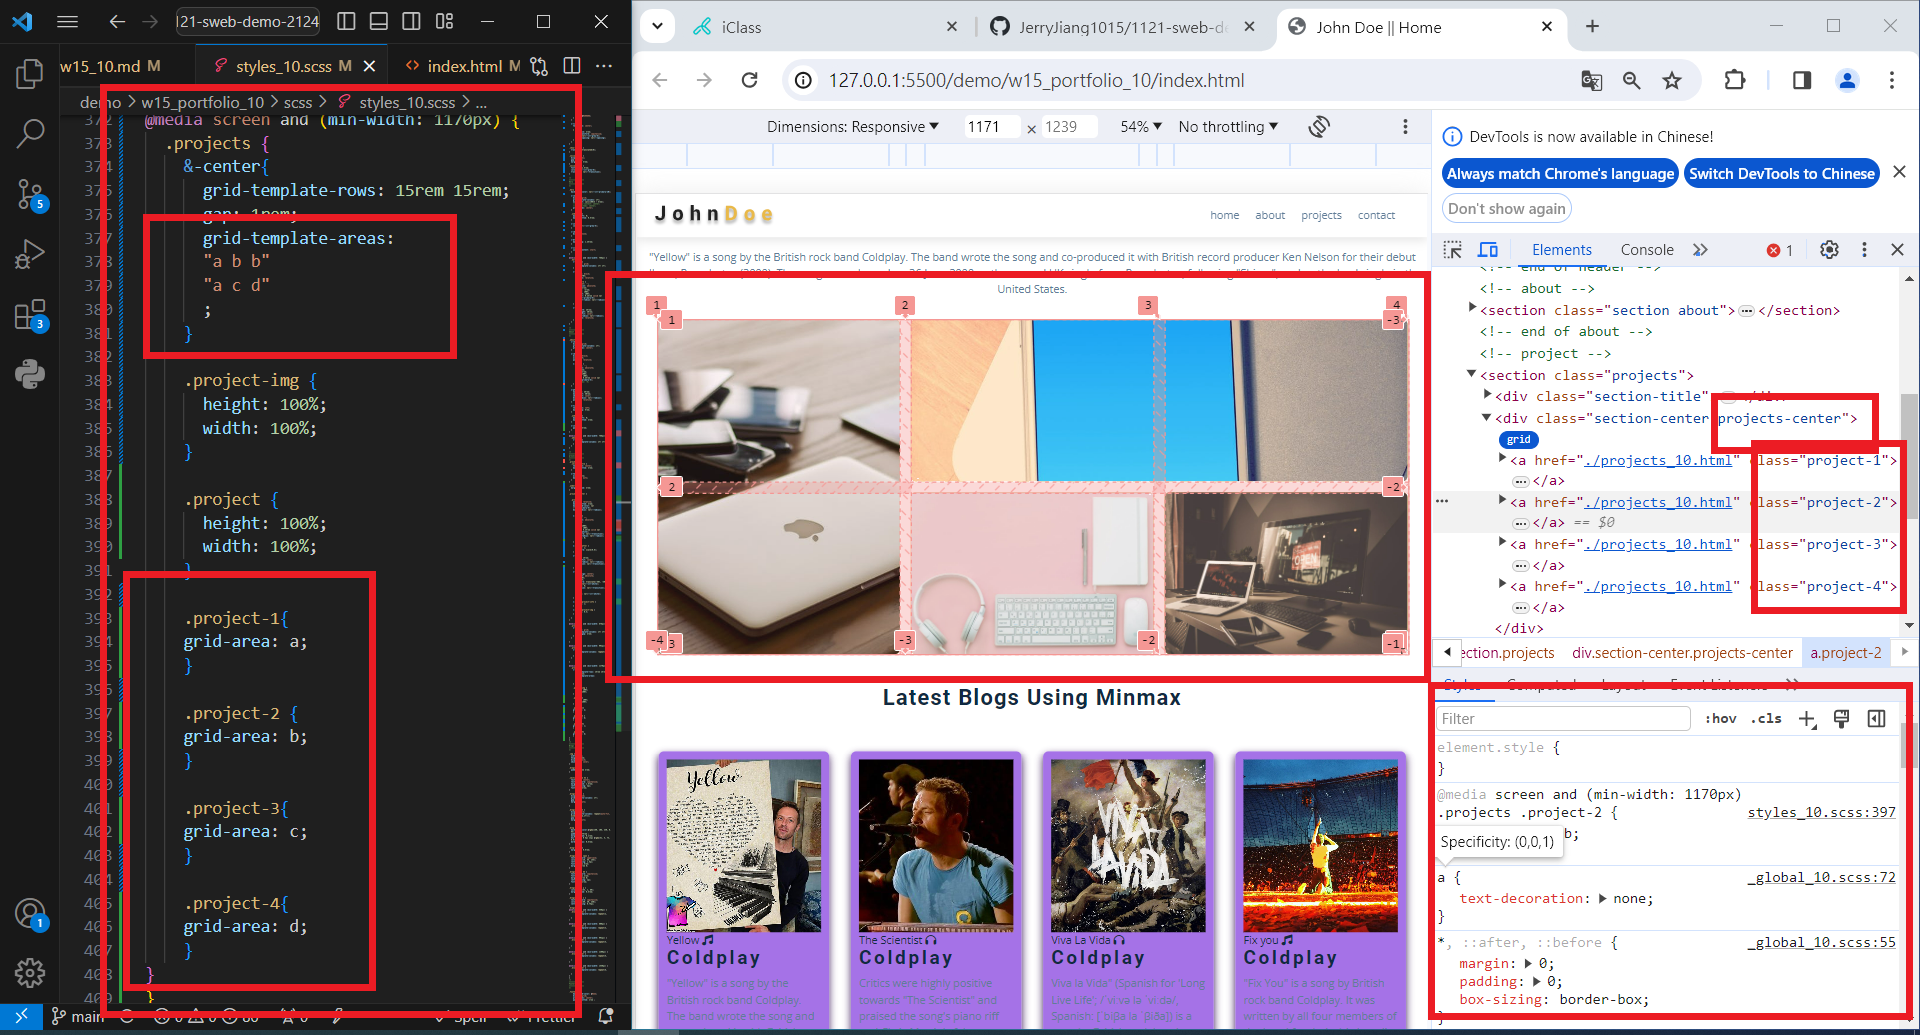 121-sweb-demo-2124
w15_10.md M
styles_10.scss M
index.html M
demo > w15_portfolio_10 > scss > styles_10.scss > ...
372 @media screen and (min-width: 1170px) {
373 .projects {
374 &-center{
375 grid-template-rows: 15rem 15rem;
376 gap: 1rem;
377 grid-template-areas:
378 "a b b"
379 "a c d"
380 ;
381 }
382
383 .project-img {
384 height: 100%;
385 width: 100%;
386 }
387
388 .project {
389 height: 100%;
390 width: 100%;
391 }
392
393 .project-1{
394 grid-area: a;
395 }
396
397 .project-2 {
398 grid-area: b;
399 }
400
401 .project-3{
402 grid-area: c;
403 }
404
405 .project-4{
406 grid-area: d;
407 }
408 }
409 }
5
3
1
main
Spell
Prettier
iClass
JerryJiang1015/1121-sweb-de
John Doe || Home
127.0.0.1:5500/demo/w15_portfolio_10/index.html
Dimensions: Responsive 1171 × 1239 54% No throttling
JohnDoe
home about projects contact
"Yellow" is a song by the British rock band Coldplay. The band wrote the song and co-produced it with British record producer Ken Nelson for their debut
United States.
1 2 3 4
1 -3
2 -2
-4 3 -3 -2 -1
OPEN
Latest Blogs Using Minmax
Yellow
VIVA
LA VIDA
Yellow
Coldplay
"Yellow" is a song by the
British rock band Coldplay.
The band wrote the song and
The Scientist
Coldplay
Critics were highly positive
towards "The Scientist" and
praised the song's piano riff
Viva La Vida
Coldplay
Viva la Vida" (Spanish for 'Long
Live Life';
Spanish:
Fix you
Coldplay
"Fix You" is a song by British
rock band Coldplay. It was
written by all four members of
DevTools is now available in Chinese!
Always match Chrome's language
Switch DevTools to Chinese
Don't show again
Elements Console 1
<!-- end of header -->
<!-- about -->
<section class="section about"> </section>
<!-- end of about -->
<!-- project -->
<section class="projects">
<div class="section-title" </div>
<div class="section-center projects-center">
grid
<a href="./projects_10.html" class="project-1">
</a>
<a href="./projects_10.html" class="project-2">
</a> == $0
<a href="./projects_10.html" class="project-3">
</a>
<a href="./projects_10.html" class="project-4">
</a>
</div>
ection.projects div.section-center.projects-center a.project-2
Styles Computed Layout Event Listeners
Filter :hov .cls
element.style {
}
@media screen and (min-width: 1170px)
.projects .project-2 { styles_10.scss:397
b;
Specificity: (0,0,1)
a { _global_10.scss:72
text-decoration: none;
}
*, ::after, ::before { _global_10.scss:55
margin: 0;
padding: 0;
box-sizing: border-box;
}